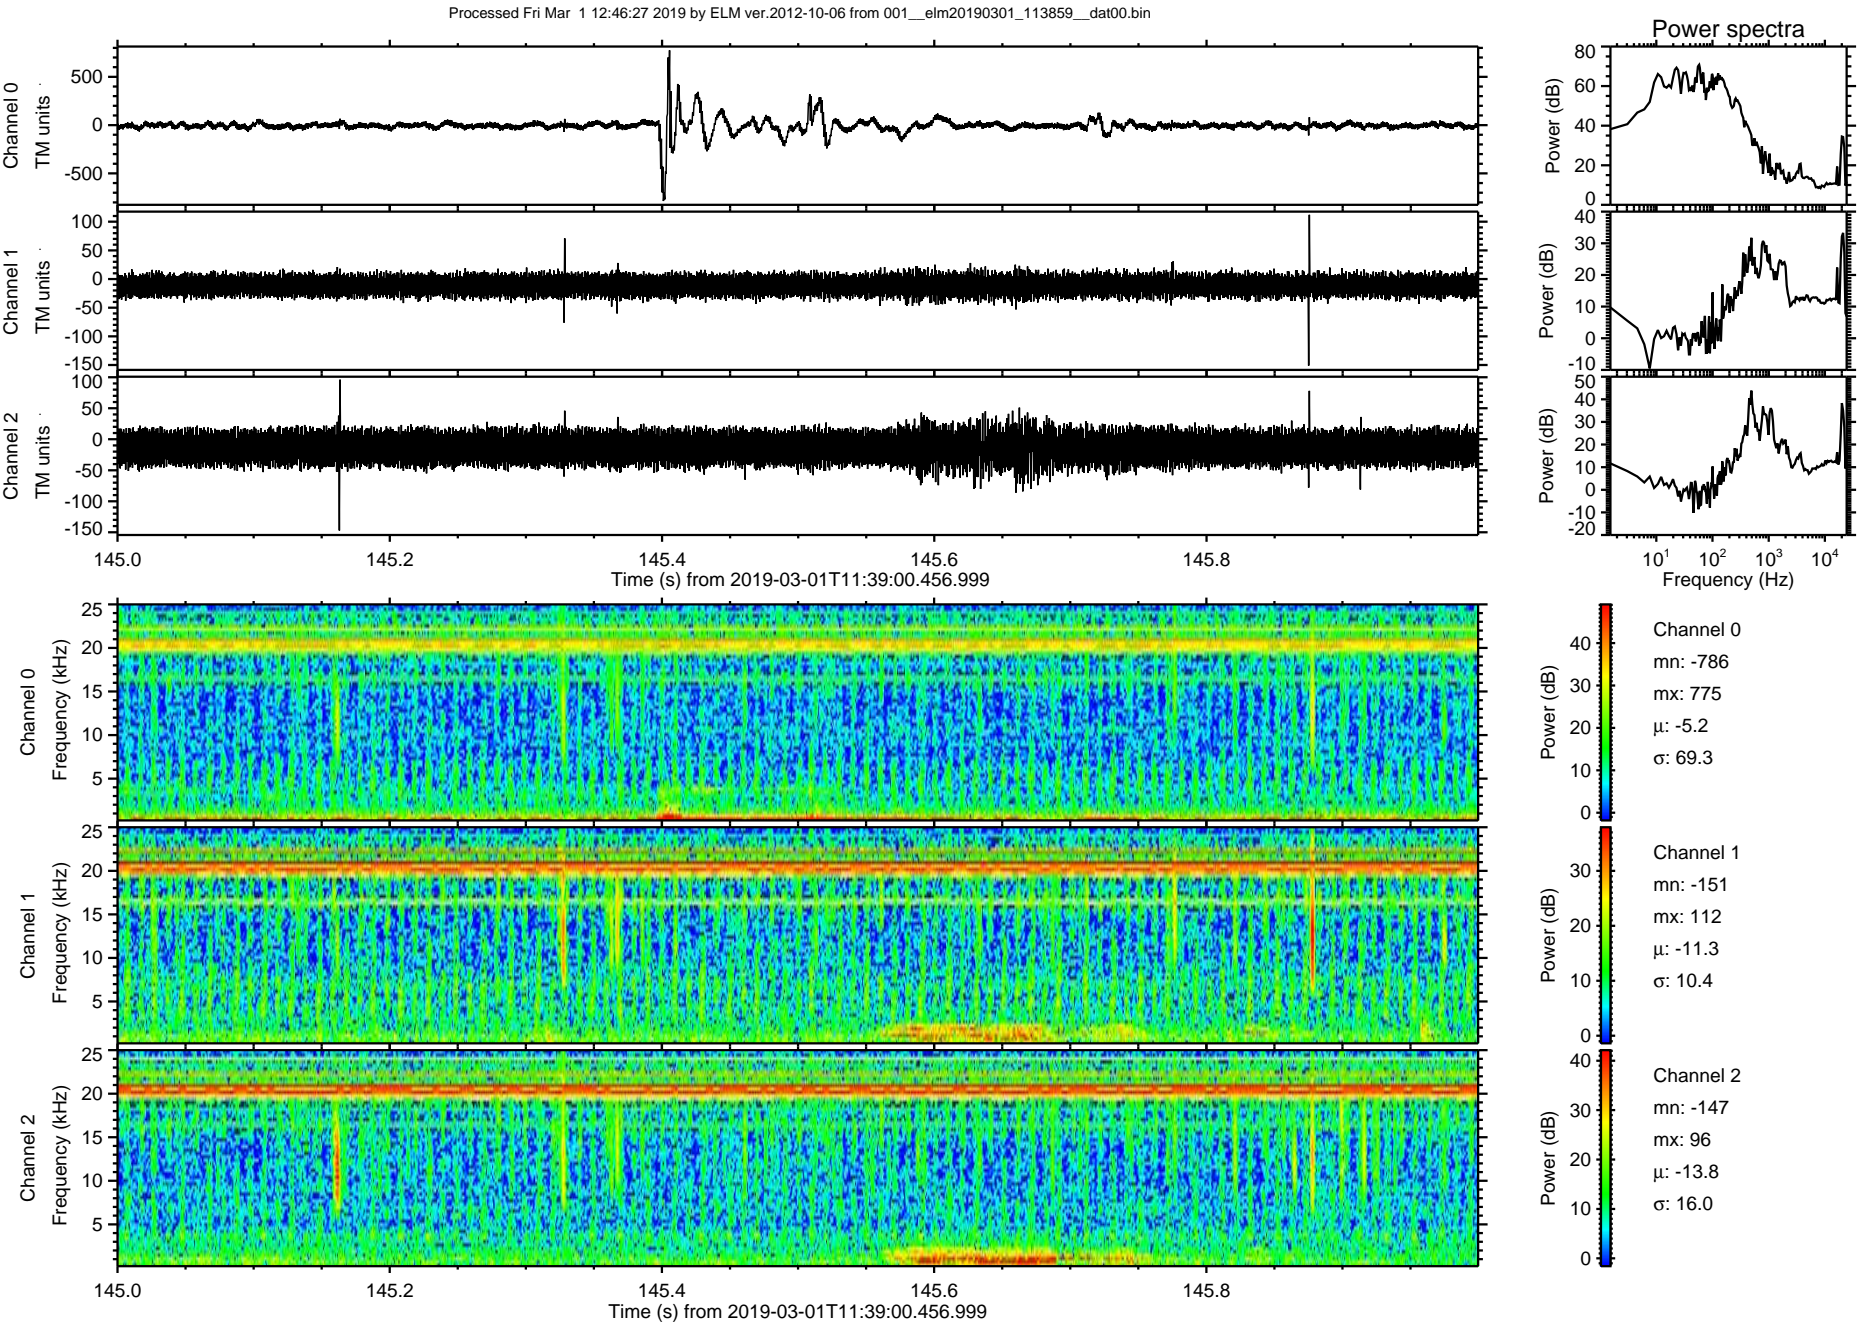 Processed Fri Mar 1 12:46:27 2019 by ELM ver.2012-10-06 from 001__elm20190301_113859__dat00.bin
Power spectra
Channel 0
TM units
500
0
-500
Power (dB)
80
60
40
20
0
Channel 1
TM units
100
50
0
-50
-100
-150
Power (dB)
40
30
20
10
0
-10
Channel 2
TM units
100
50
0
-50
-100
-150
Power (dB)
50
40
30
20
10
0
-10
-20
145.0 145.2 145.4 145.6 145.8
Time (s) from 2019-03-01T11:39:00.456.999
10^1 10^2 10^3 10^4
Frequency (Hz)
Channel 0
Frequency (kHz)
25
20
15
10
5
Power (dB)
40
30
20
10
0
Channel 0
mn: -786
mx: 775
μ: -5.2
σ: 69.3
Channel 1
Frequency (kHz)
25
20
15
10
5
Power (dB)
30
20
10
0
Channel 1
mn: -151
mx: 112
μ: -11.3
σ: 10.4
Channel 2
Frequency (kHz)
25
20
15
10
5
Power (dB)
40
30
20
10
0
Channel 2
mn: -147
mx: 96
μ: -13.8
σ: 16.0
145.0 145.2 145.4 145.6 145.8
Time (s) from 2019-03-01T11:39:00.456.999